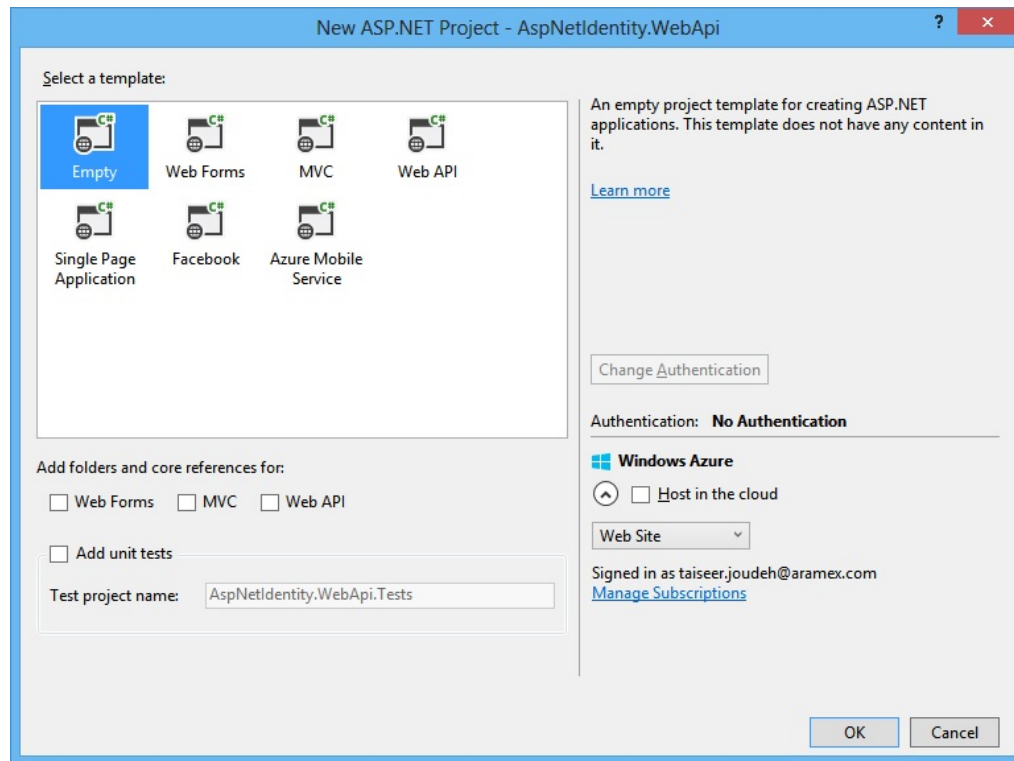 New ASP.NET Project - AspNetIdentity.WebApi
?
×
Select a template:
C#
Empty
C#
Web Forms
C#
MVC
C#
Web API
C#
Single Page
Application
C#
Facebook
C#
Azure Mobile
Service
An empty project template for creating ASP.NET
applications. This template does not have any content in
it.
Learn more
Change Authentication
Authentication: No Authentication
Windows Azure
Host in the cloud
Web Site
Signed in as taiseer.joudeh@aramex.com
Manage Subscriptions
Add folders and core references for:
Web Forms MVC Web API
Add unit tests
Test project name: AspNetIdentity.WebApi.Tests
OK Cancel